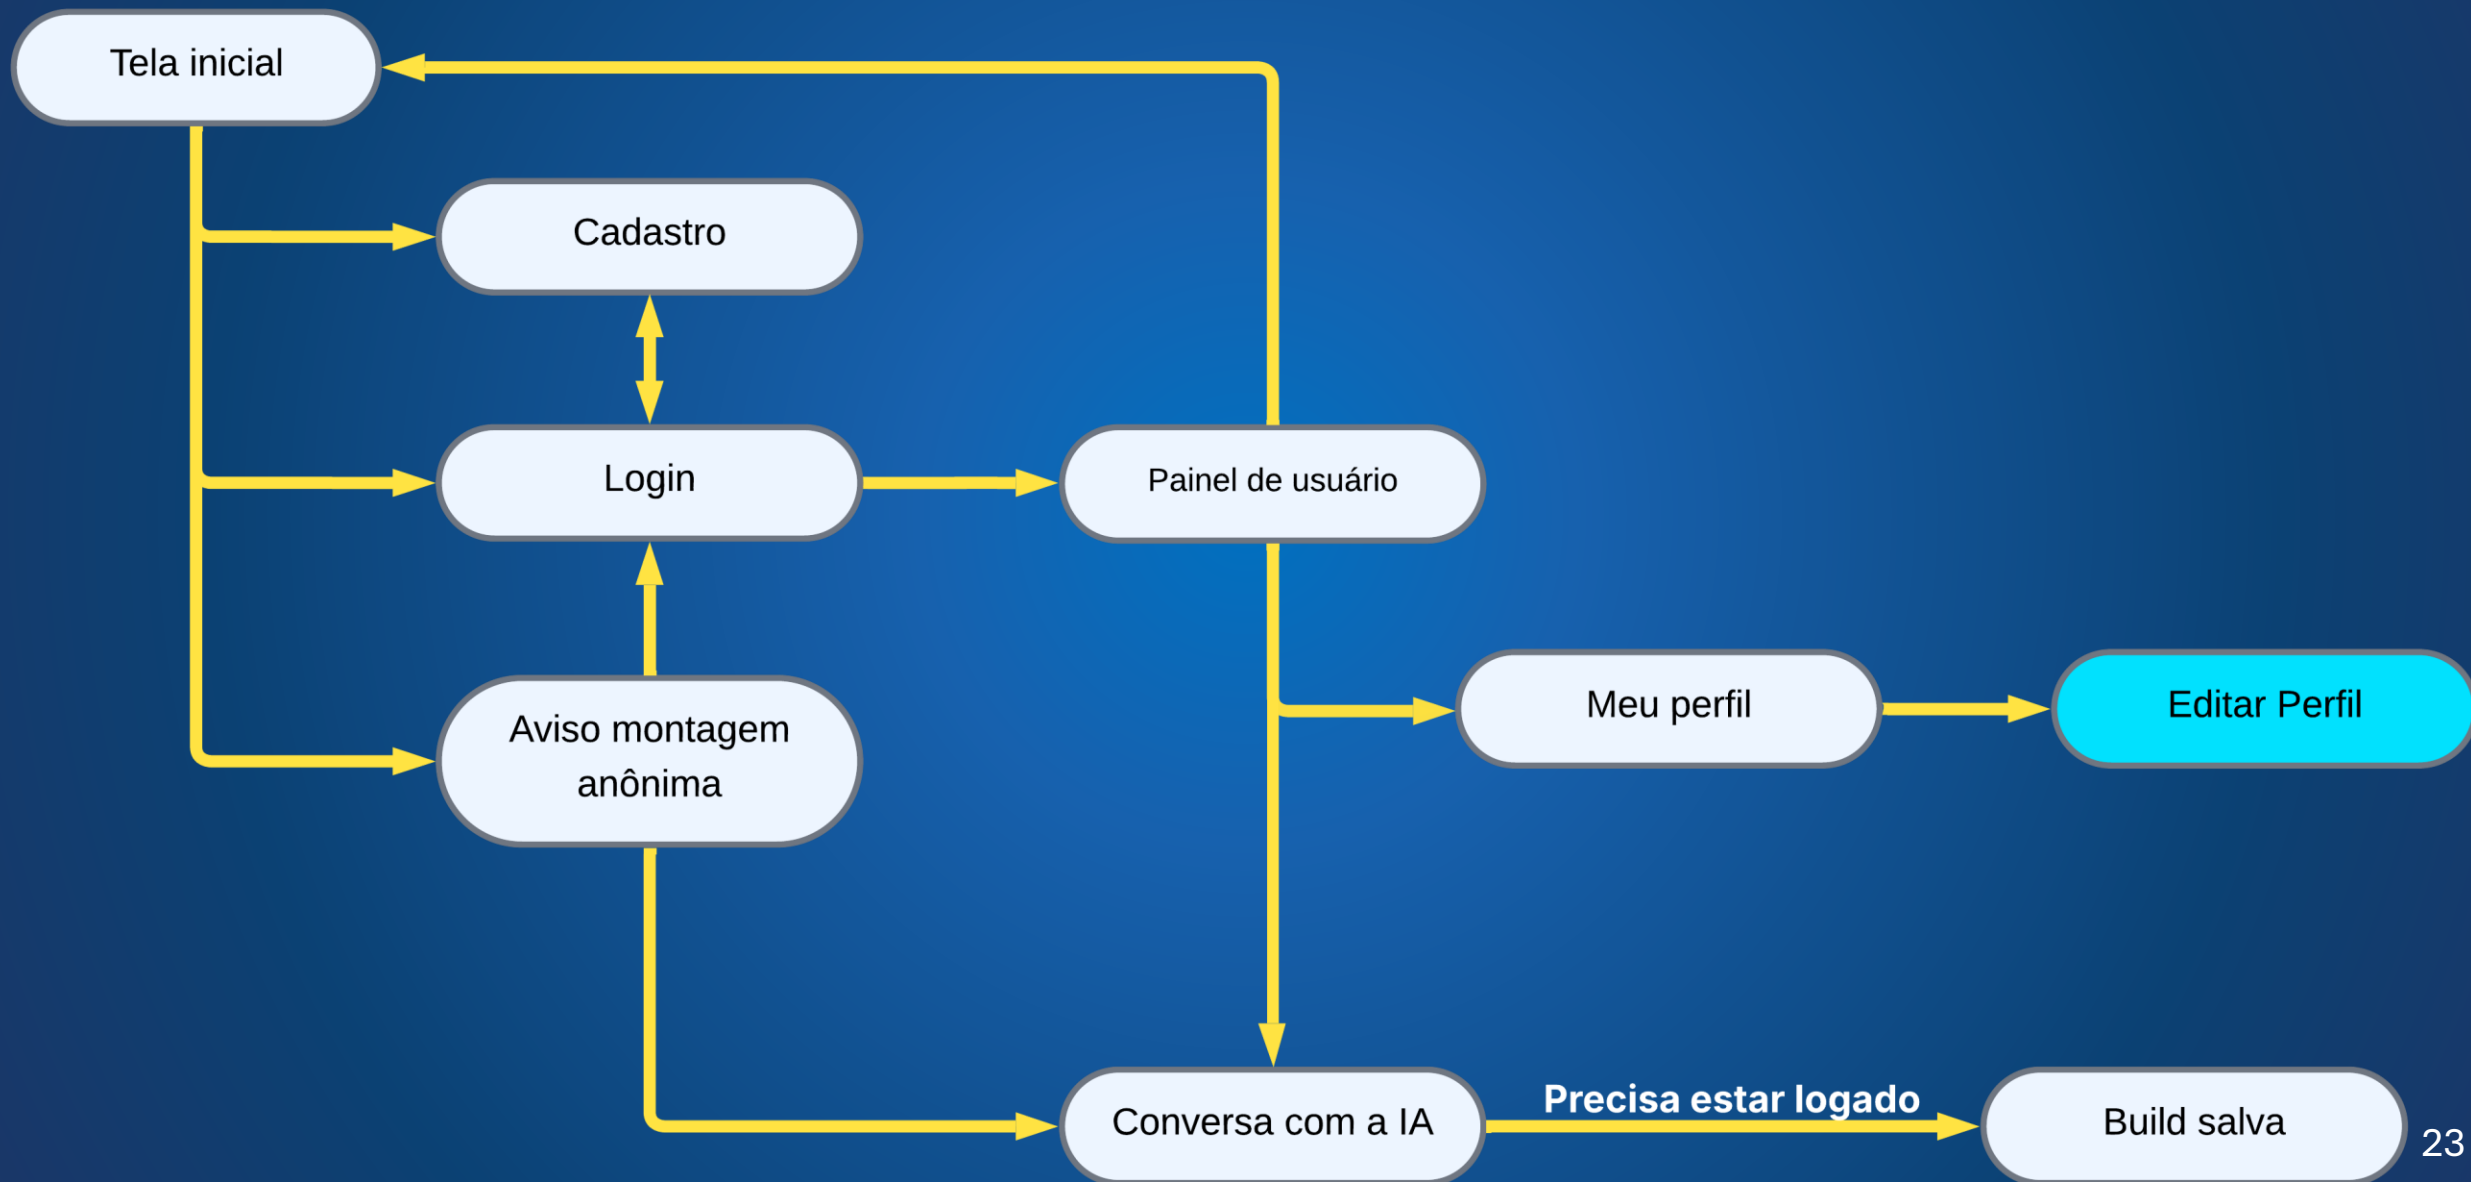 Tela inicial
Cadastro
Login
Painel de usuário
Aviso montagem
anônima
Meu perfil
Editar Perfil
Conversa com a IA
Precisa estar logado
Build salva
23